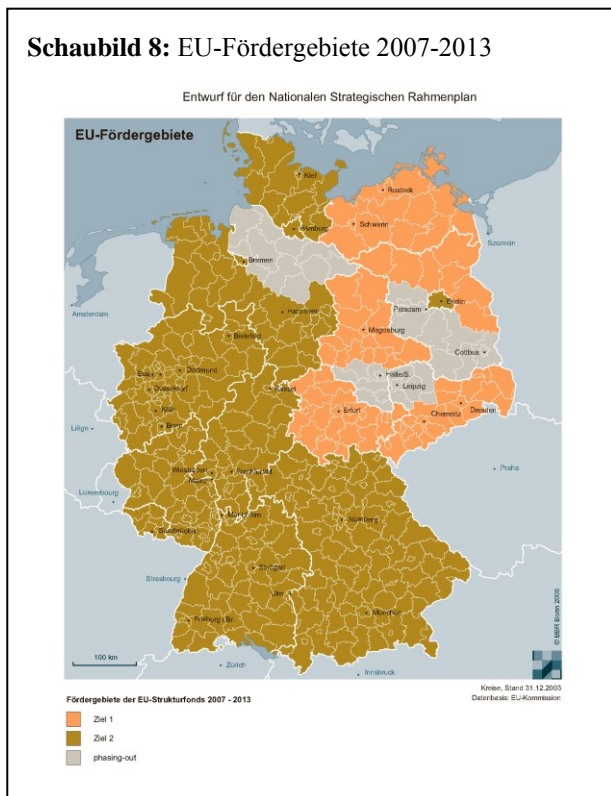 Schaubild 8: EU-Fördergebiete 2007-2013
Entwurf für den Nationalen Strategischen Rahmenplan
EU-Fördergebiete
Kiel
Rostock
Hamburg
Schwerin
Szczecin
Bremen
Berlin
Amsterdam
Hannover
Potsdam
Bielefeld
Magdeburg
Cottbus
Dortmund
Essen
Halle/S.
Düsseldorf
Kassel
Leipzig
Köln
Erfurt
Dresden
Chemnitz
Bonn
Liège
Wiesbaden
Frankfurt/M.
Praha
Mainz
Luxembourg
Mannheim
Nürnberg
Saarbrücken
Stuttgart
Strasbourg
Ulm
München
Freiburg i.Br.
100 km
Zürich
Innsbruck
© BBR Bonn 2006
Kreise, Stand 31.12.2003
Fördergebiete der EU-Strukturfonds 2007 - 2013
Datenbasis: EU-Kommission
Ziel 1
Ziel 2
phasing-out